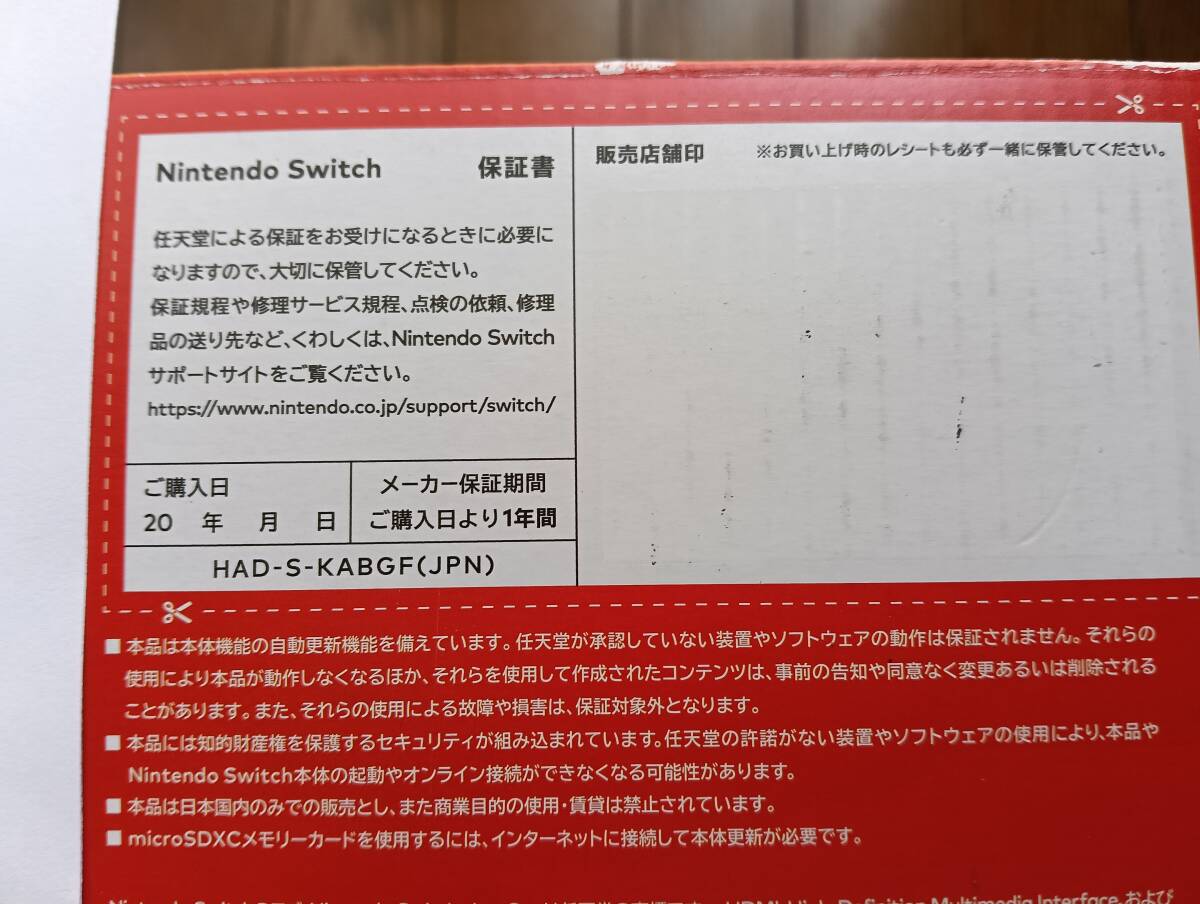 Nintendo Switch 保証書
任天堂による保証をお受けになるときに必要に
なりますので、大切に保管してください。
保証規程や修理サービス規程、点検の依頼、修理
品の送り先など、くわしくは、Nintendo Switch
サポートサイトをご覧ください。
https://www.nintendo.co.jp/support/switch/
ご購入日
20 年 月 日
メーカー保証期間
ご購入日より1年間
HAD-S-KABGF(JPN)
販売店舗印 ※お買い上げ時のレシートも必ず一緒に保管してください。
■ 本品は本体機能の自動更新機能を備えています。任天堂が承認していない装置やソフトウェアの動作は保証されません。それらの
使用により本品が動作しなくなるほか、それらを使用して作成されたコンテンツは、事前の告知や同意なく変更あるいは削除される
ことがあります。また、それらの使用による故障や損害は、保証対象外となります。
■ 本品には知的財産権を保護するセキュリティが組み込まれています。任天堂の許諾がない装置やソフトウェアの使用により、本品や
Nintendo Switch本体の起動やオンライン接続ができなくなる可能性があります。
■ 本品は日本国内のみでの販売とし、また商業目的の使用・賃貸は禁止されています。
■ microSDXCメモリーカードを使用するには、インターネットに接続して本体更新が必要です。
Definition Multimedia Interface、および